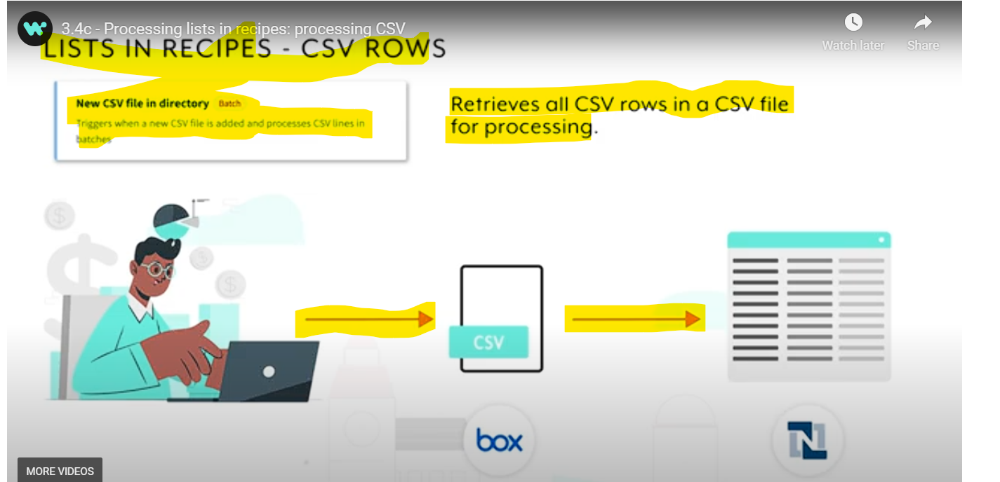 3.4c - Processing lists in recipes: processing CSV
Watch later
Share
LISTS IN RECIPES - CSV ROWS
New CSV file in directory Batch
Triggers when a new CSV file is added and processes CSV lines in
batches
Retrieves all CSV rows in a CSV file
for processing.
$
$
$
CSV
box
N
MORE VIDEOS